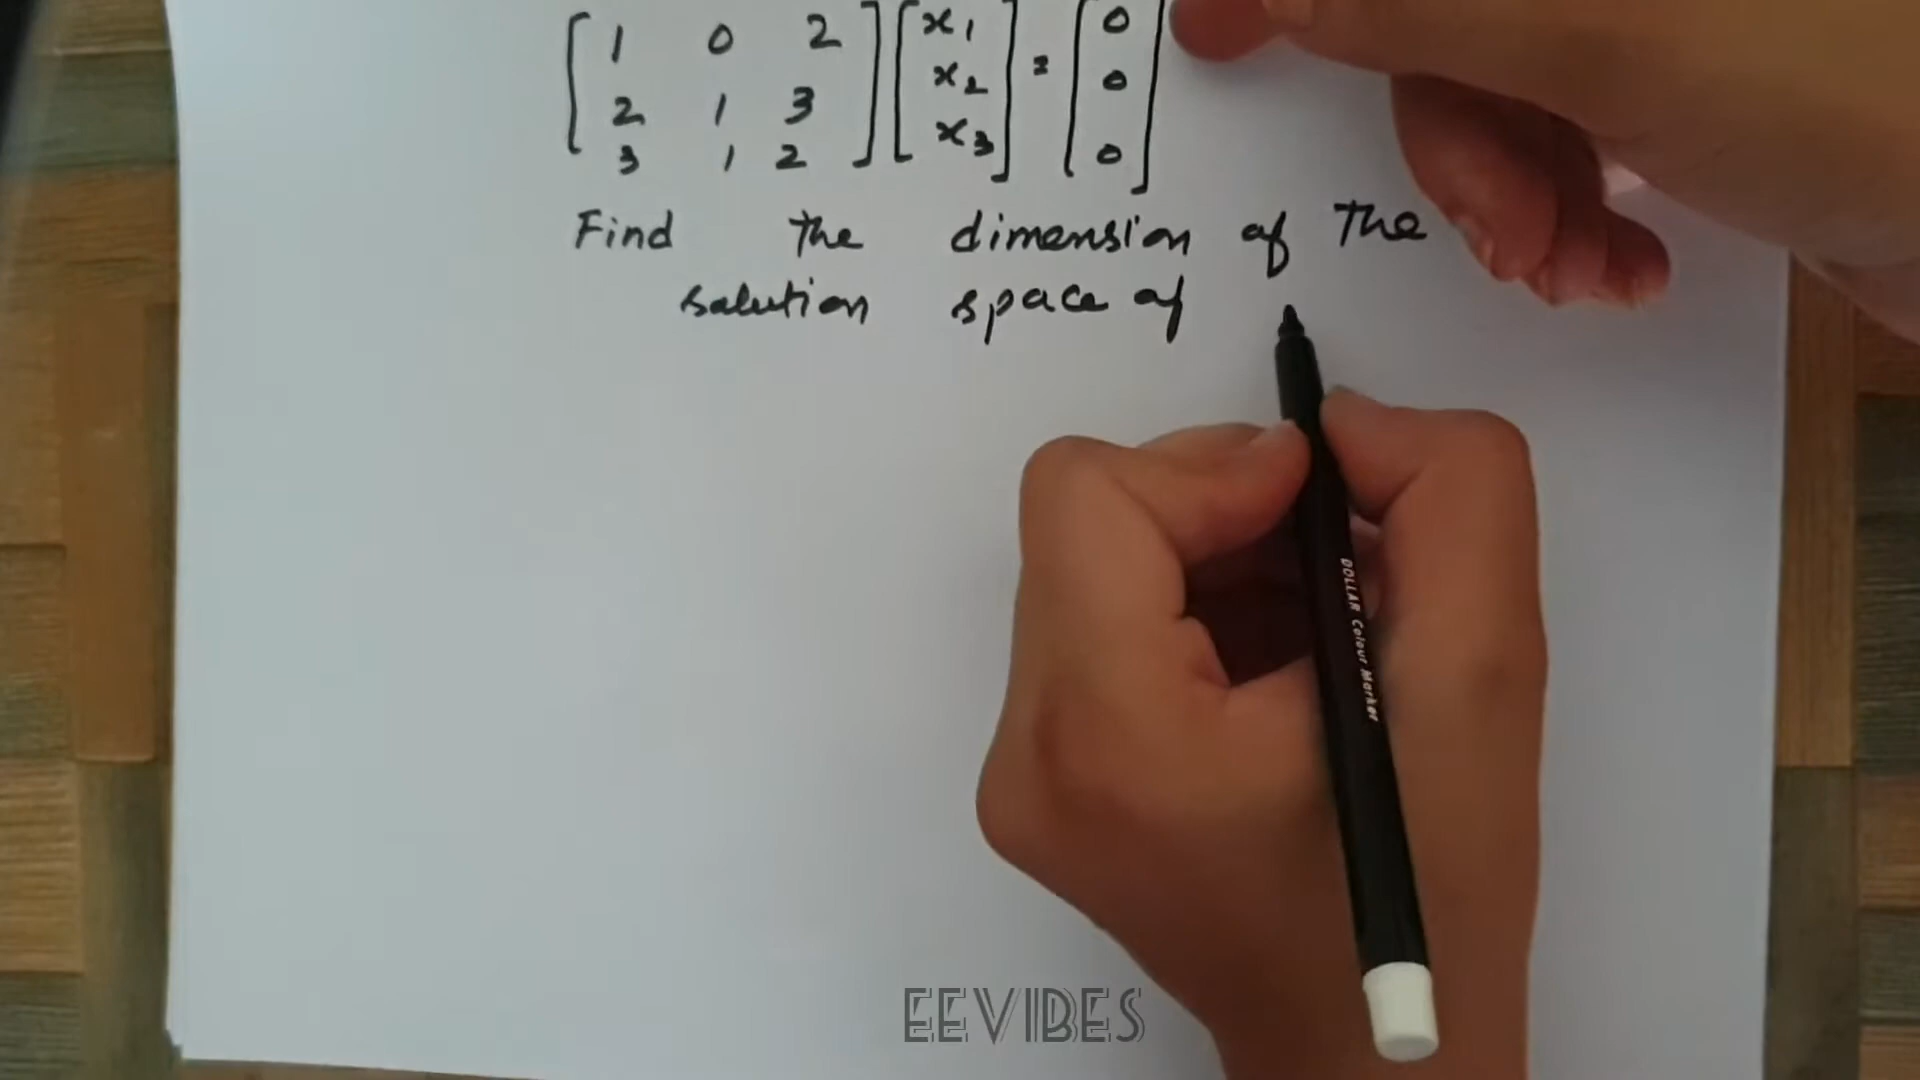 1 0 2 x1 0
2 1 3 x2 = 0
3 1 2 x3 0
Find the dimension of the
solution space of
DOLLAR Colour Marker
EEVIBES